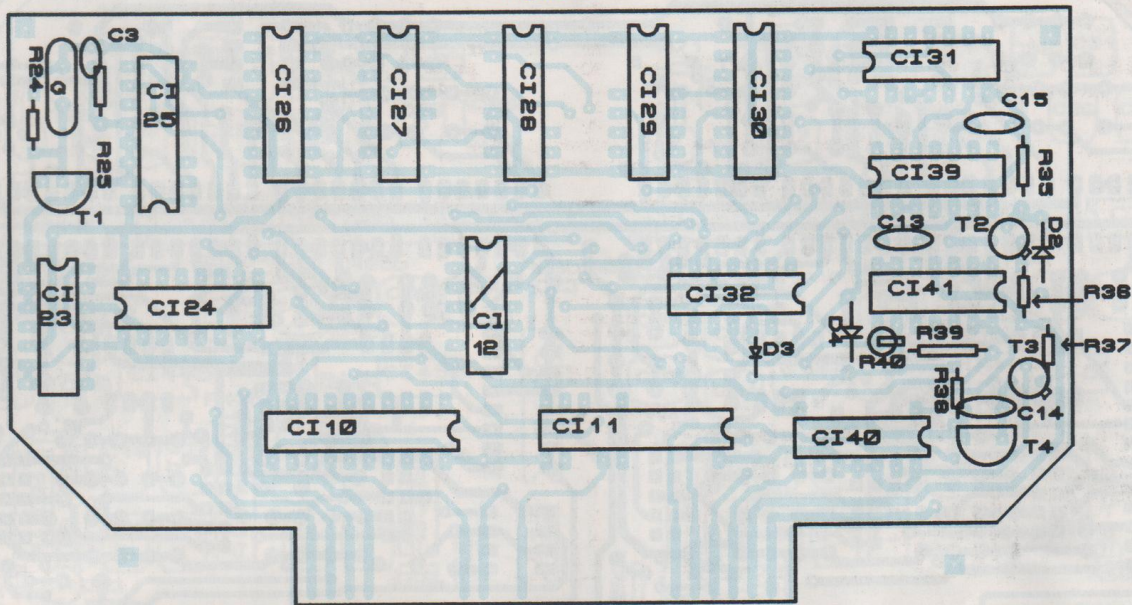 C3
R24
Q
R25
T1
CI
25
CI26
CI27
CI28
CI29
CI30
CI31
C15
CI39
R35
C13
T2
D2
CI
23
CI24
CI
12
CI32
CI41
R36
D3
R40
R39
T3
R37
R38
C14
CI10
CI11
CI40
T4